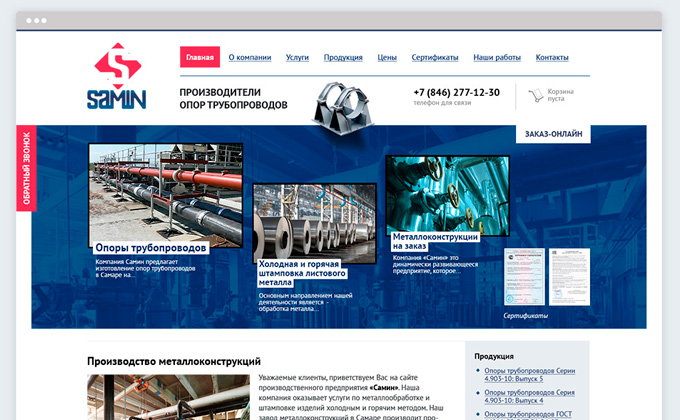 SAMIN
Главная
О компании
Услуги
Продукция
Цены
Сертификаты
Наши работы
Контакты
ПРОИЗВОДИТЕЛИ
ОПОР ТРУБОПРОВОДОВ
+7 (846) 277-12-30
телефон для связи
Корзина
пуста
ОБРАТНЫЙ ЗВОНОК
ЗАКАЗ-ОНЛАЙН
Опоры трубопроводов
Компания Самин предлагает
изготовление опор трубопроводов
в Самаре на...
Холодная и горячая
штамповка листового
металла
Основным направлением нашей
деятельности является -
обработка металла...
Металлоконструкции
на заказ
Компания «Самин» это
динамически развивающееся
предприятие, которое...
Сертификаты
Производство металлоконструкций
Уважаемые клиенты, приветствуем Вас на сайте
производственного предприятия «Самин». Наша
компания оказывает услуги по металлообработке и
штамповке изделий холодным и горячим методом. Наш
завод металлоконструкций в Самаре производит про-
Продукция
Опоры трубопроводов Серии
4.903-10: Выпуск 5
Опоры трубопроводов Серия
4.903-10: Выпуск 4
Опоры трубопроводов ГОСТ